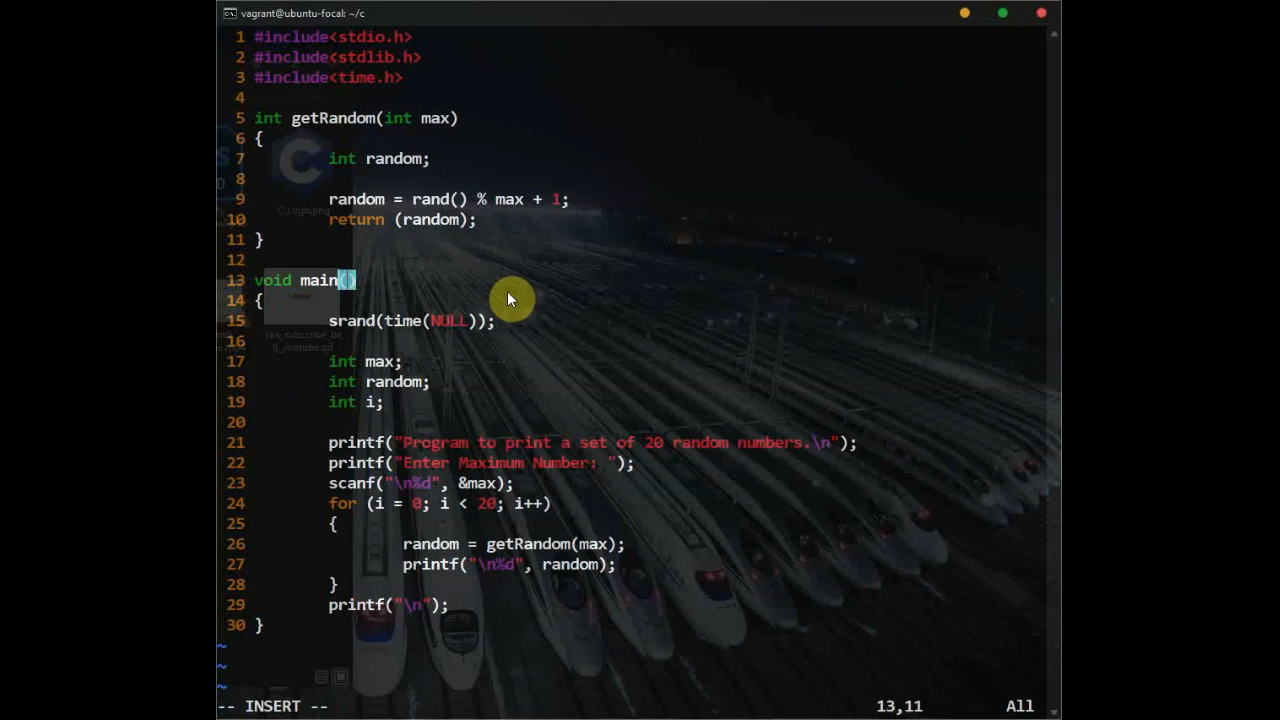 vagrant@ubuntu-focal: ~/c
1 #include<stdio.h>
2 #include<stdlib.h>
3 #include<time.h>
4
5 int getRandom(int max)
6 {
7         int random;
8
9         random = rand() % max + 1;
10         return (random);
11 }
12
13 void main()
14 {
15         srand(time(NULL));
16
17         int max;
18         int random;
19         int i;
20
21         printf("Program to print a set of 20 random numbers.\n");
22         printf("Enter Maximum Number: ");
23         scanf("\n%d", &max);
24         for (i = 0; i < 20; i++)
25         {
26                 random = getRandom(max);
27                 printf("\n%d", random);
28         }
29         printf("\n");
30 }
~
~
~
-- INSERT -- 13,11 All